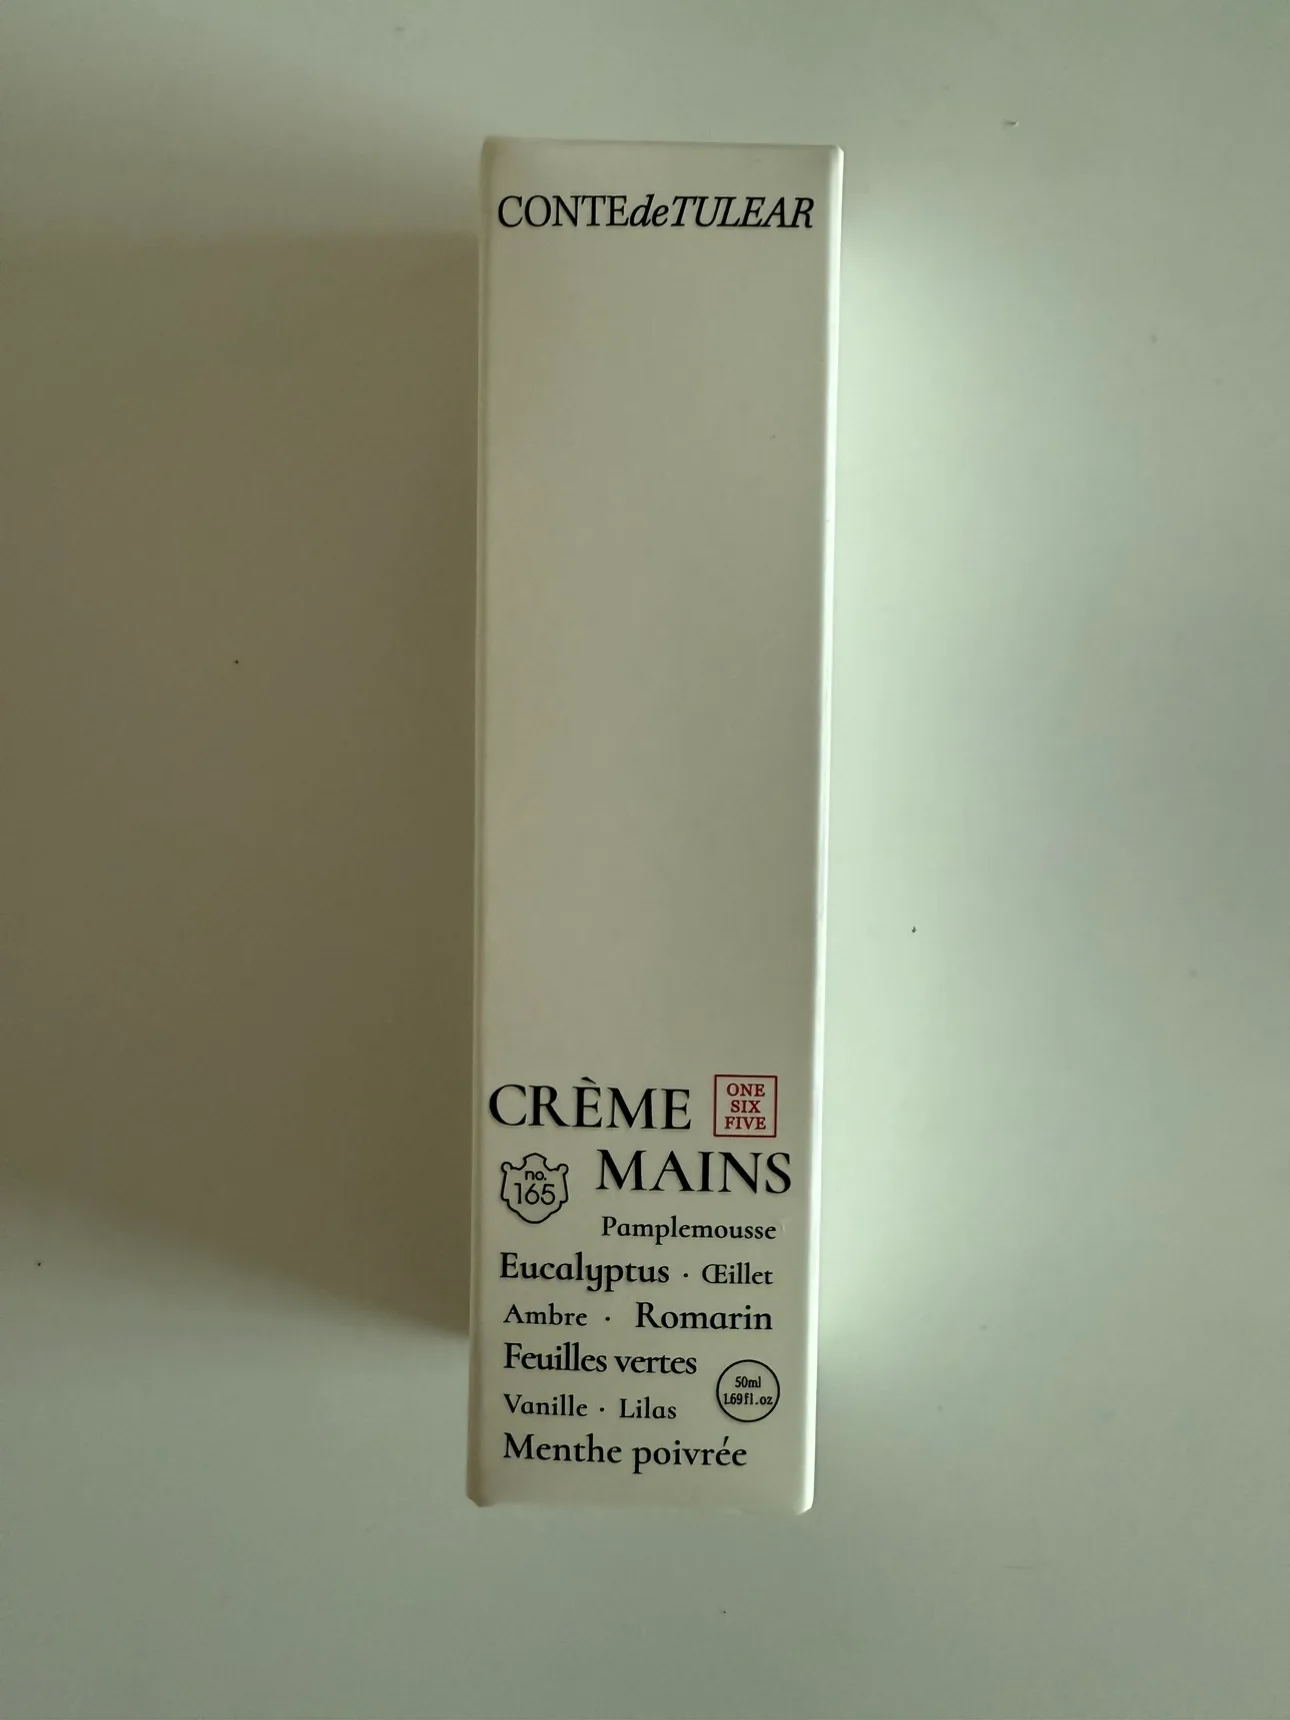 CONTEdeTULEAR
CRÈME
ONE
SIX
FIVE
no.
165
MAINS
Pamplemousse
Eucalyptus · Œillet
Ambre · Romarin
Feuilles vertes
50ml
1.69fl.oz
Vanille · Lilas
Menthe poivrée